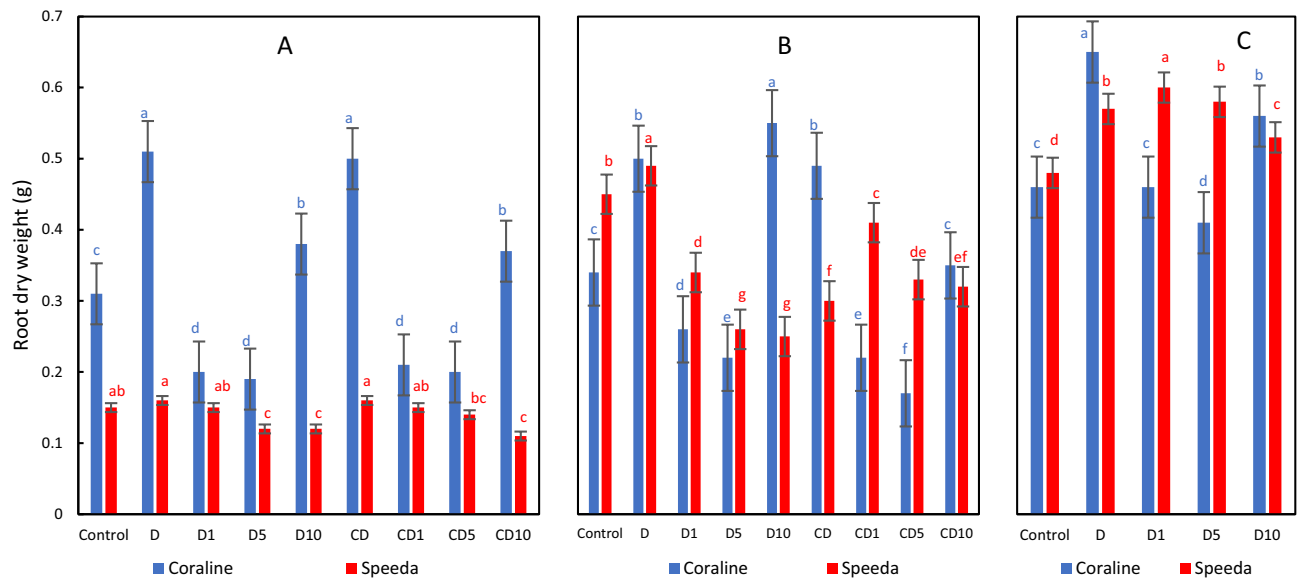 Root dry weight (g)
0.7
0.6
0.5
0.4
0.3
0.2
0.1
0
A
c
ab
a
a
d
ab
d
c
b
c
a
a
d
ab
d
bc
b
c
Control D D1 D5 D10 CD CD1 CD5 CD10
Coraline Speeda
B
c
b
b
a
d
d
e
g
a
g
b
f
e
c
f
de
c
ef
Control D D1 D5 D10 CD CD1 CD5 CD10
Coraline Speeda
C
c
d
a
b
c
a
d
b
b
c
Control D D1 D5 D10
Coraline Speeda